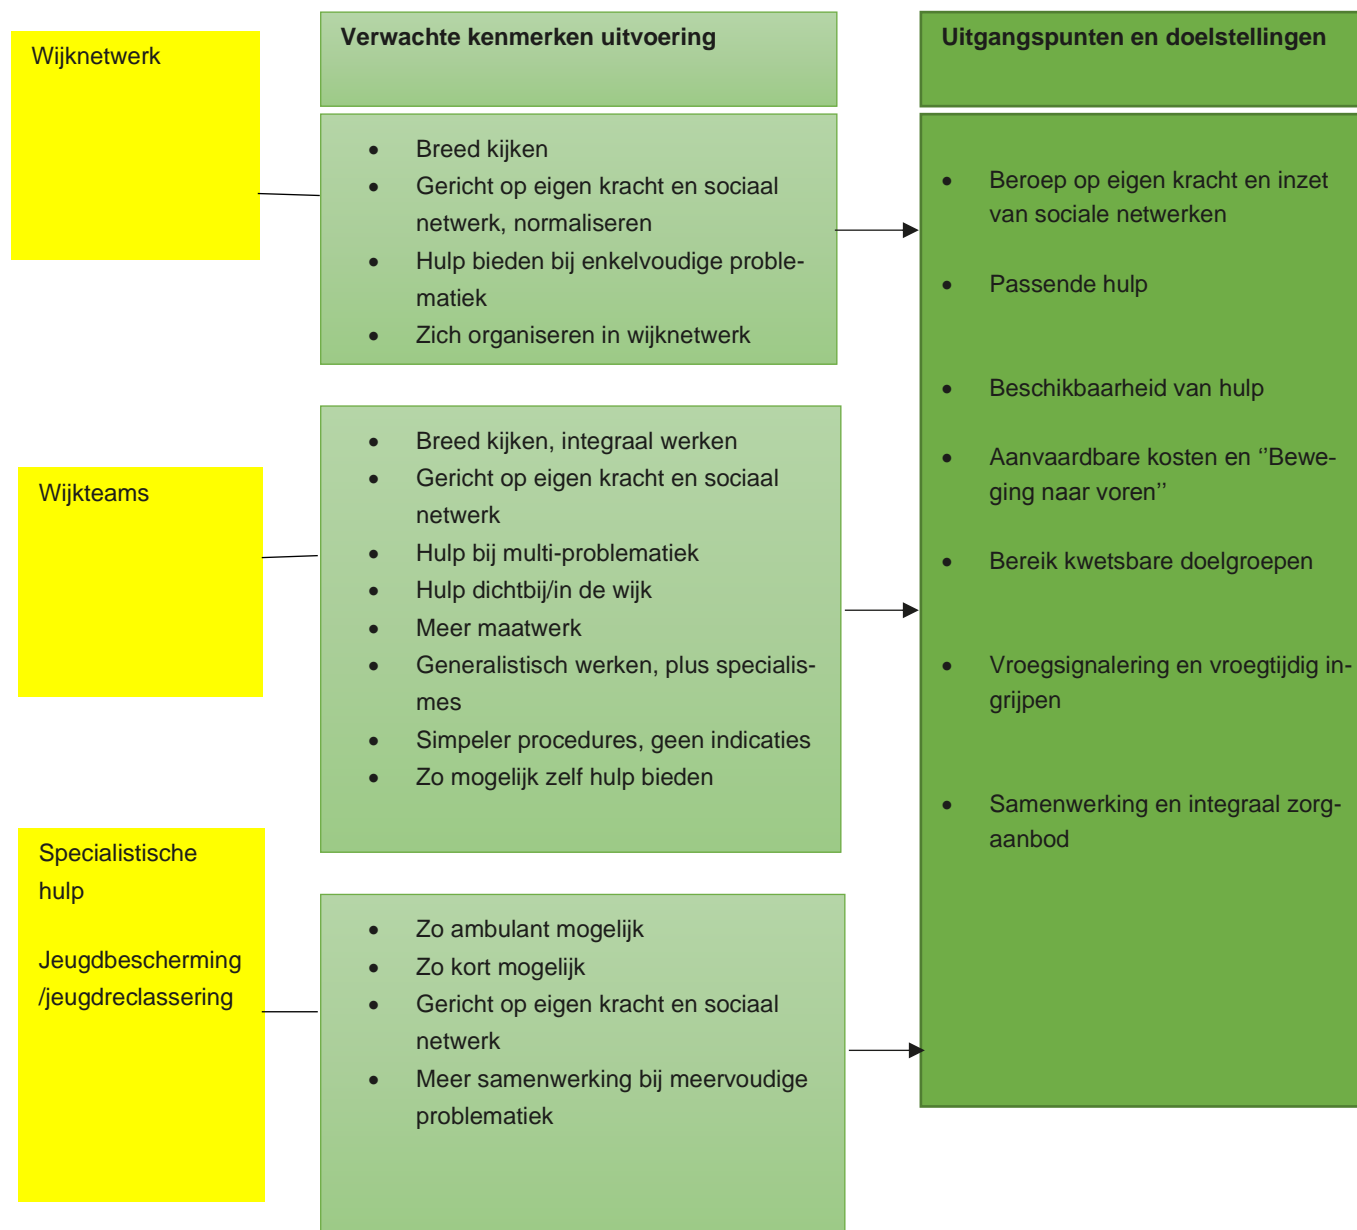 Wijknetwerk
Verwachte kenmerken uitvoering
Uitgangspunten en doelstellingen
• Breed kijken
• Gericht op eigen kracht en sociaal
netwerk, normaliseren
• Hulp bieden bij enkelvoudige proble-
matiek
• Zich organiseren in wijknetwerk
Wijkteams
• Breed kijken, integraal werken
• Gericht op eigen kracht en sociaal
netwerk
• Hulp bij multi-problematiek
• Hulp dichtbij/in de wijk
• Meer maatwerk
• Generalistisch werken, plus specialis-
mes
• Simpeler procedures, geen indicaties
• Zo mogelijk zelf hulp bieden
Specialistische
hulp
Jeugdbescherming
/jeugdreclassering
• Zo ambulant mogelijk
• Zo kort mogelijk
• Gericht op eigen kracht en sociaal
netwerk
• Meer samenwerking bij meervoudige
problematiek
• Beroep op eigen kracht en inzet
van sociale netwerken
• Passende hulp
• Beschikbaarheid van hulp
• Aanvaardbare kosten en ‘’Bewe-
ging naar voren’’
• Bereik kwetsbare doelgroepen
• Vroegsignalering en vroegtijdig in-
grijpen
• Samenwerking en integraal zorg-
aanbod